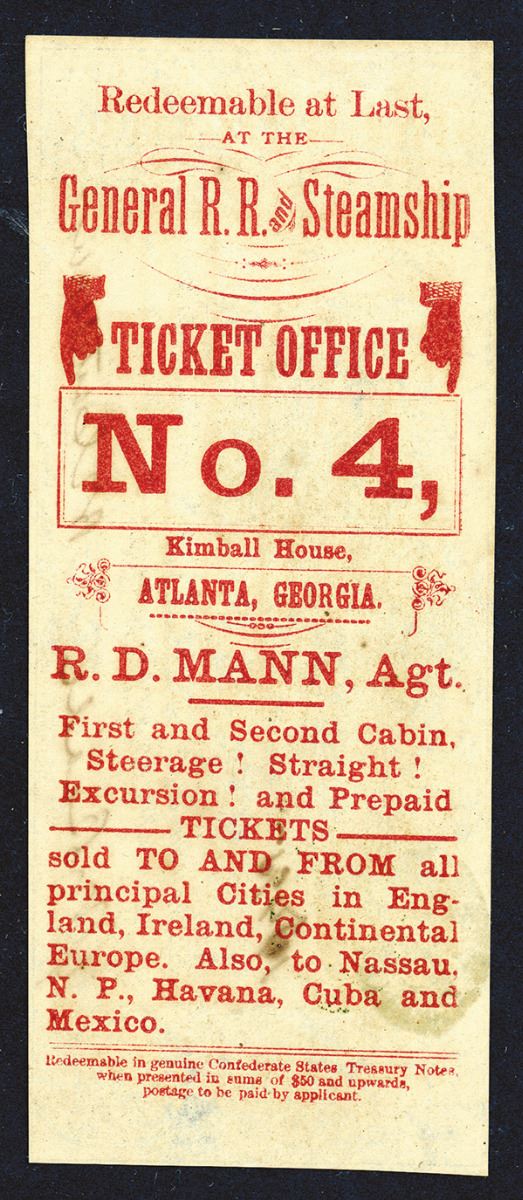 Redeemable at Last,
AT THE
General R. R. and Steamship
TICKET OFFICE
No. 4,
Kimball House,
ATLANTA, GEORGIA.
R. D. MANN, Agt.
First and Second Cabin,
Steerage! Straight!
Excursion! and Prepaid
TICKETS
sold TO AND FROM all
principal Cities in Eng-
land, Ireland, Continental
Europe. Also, to Nassau,
N. P., Havana, Cuba and
Mexico.
Redeemable in genuine Confederate States Treasury Notes,
when presented in sums of $50 and upwards,
postage to be paid by applicant.